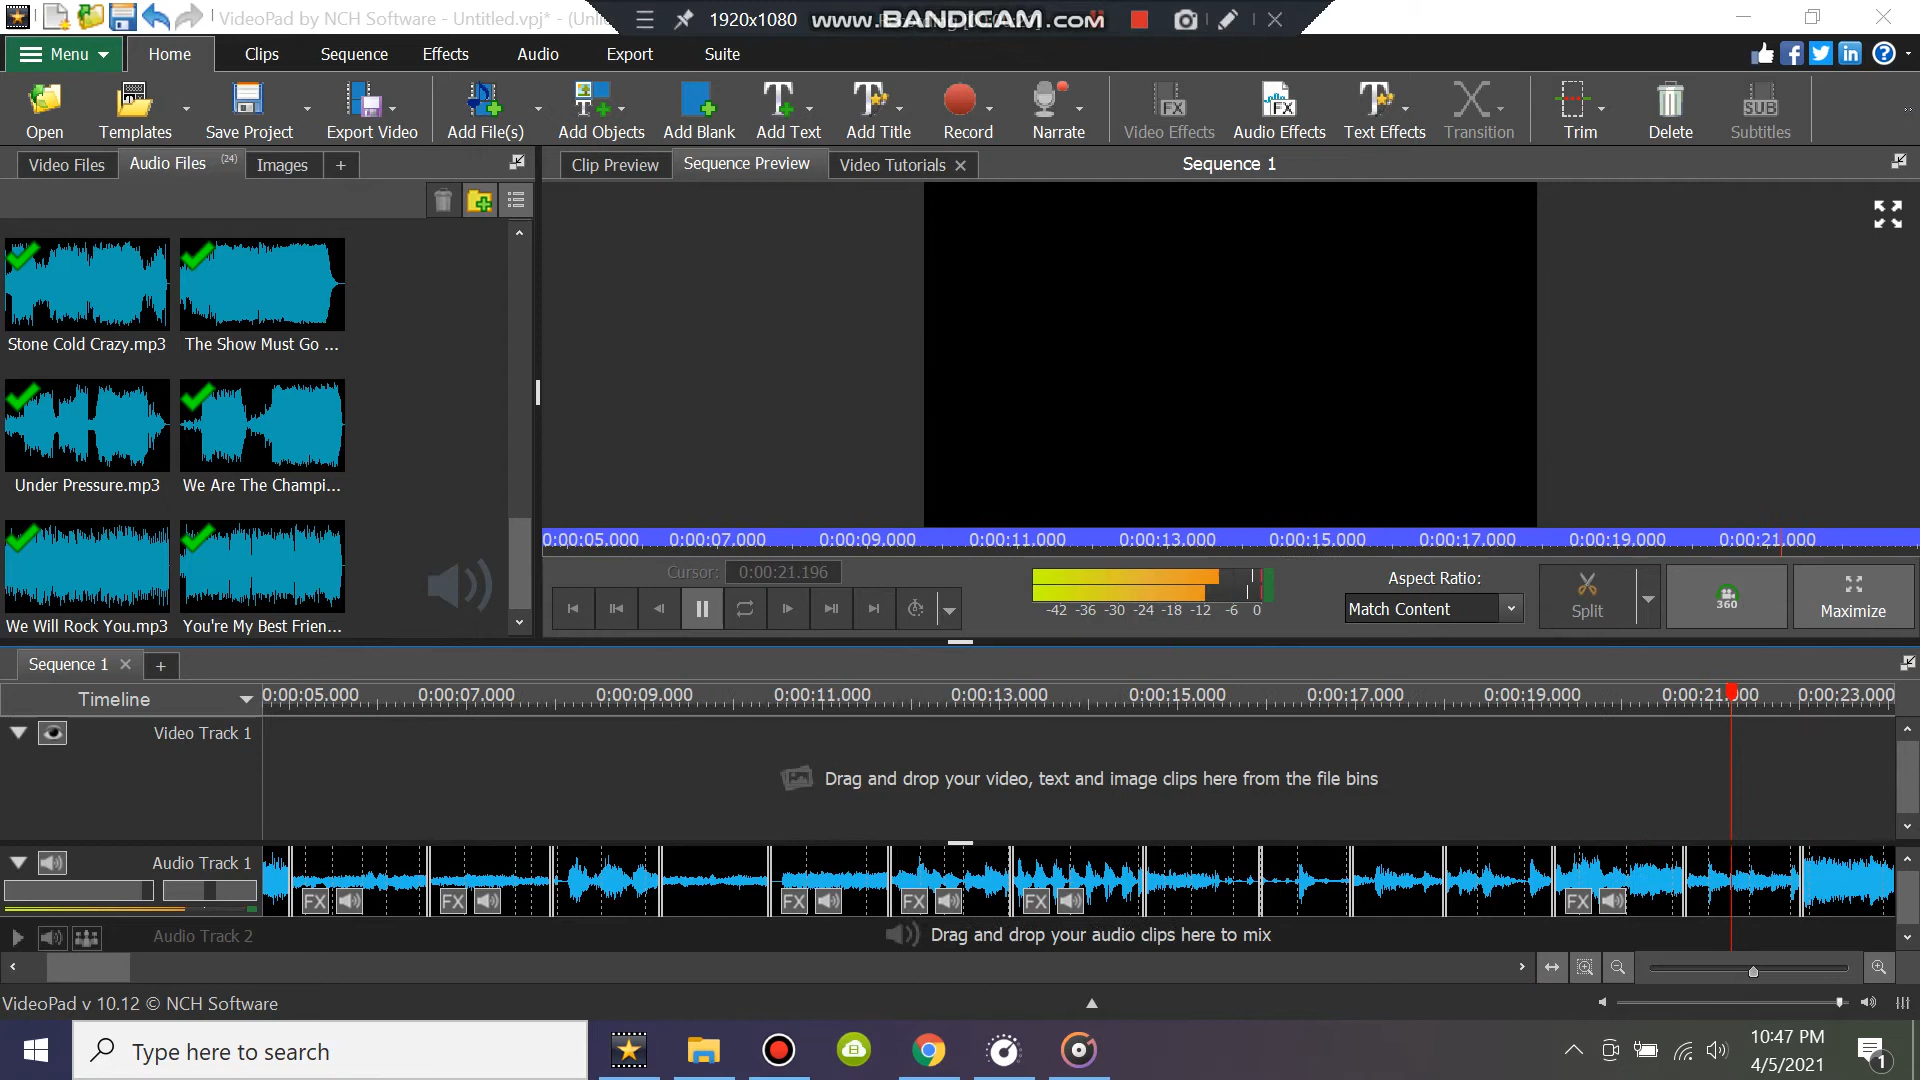 VideoPad by NCH Software - Untitled.vpj* - (Unli
1920x1080
www.BANDICAM.com
Menu
Home
Clips
Sequence
Effects
Audio
Export
Suite
Open
Templates
Save Project
Export Video
Add File(s)
Add Objects
Add Blank
Add Text
Add Title
Record
Narrate
Video Effects
Audio Effects
Text Effects
Transition
Trim
Delete
SUB
Subtitles
Video Files
Audio Files (24)
Images
+
Clip Preview
Sequence Preview
Video Tutorials
Sequence 1
Stone Cold Crazy.mp3
The Show Must Go ...
Under Pressure.mp3
We Are The Champi...
We Will Rock You.mp3
You're My Best Frien...
0:00:05.000 0:00:07.000 0:00:09.000 0:00:11.000 0:00:13.000 0:00:15.000 0:00:17.000 0:00:19.000 0:00:21.000
Cursor: 0:00:21.196
-42 -36 -30 -24 -18 -12 -6 0
Aspect Ratio:
Match Content
Split
360
Maximize
Sequence 1
+
Timeline
0:00:05.000 0:00:07.000 0:00:09.000 0:00:11.000 0:00:13.000 0:00:15.000 0:00:17.000 0:00:19.000 0:00:21.000 0:00:23.000
Video Track 1
Drag and drop your video, text and image clips here from the file bins
Audio Track 1
FX
FX
FX
FX
FX
FX
Audio Track 2
Drag and drop your audio clips here to mix
VideoPad v 10.12 © NCH Software
Type here to search
10:47 PM
4/5/2021
1